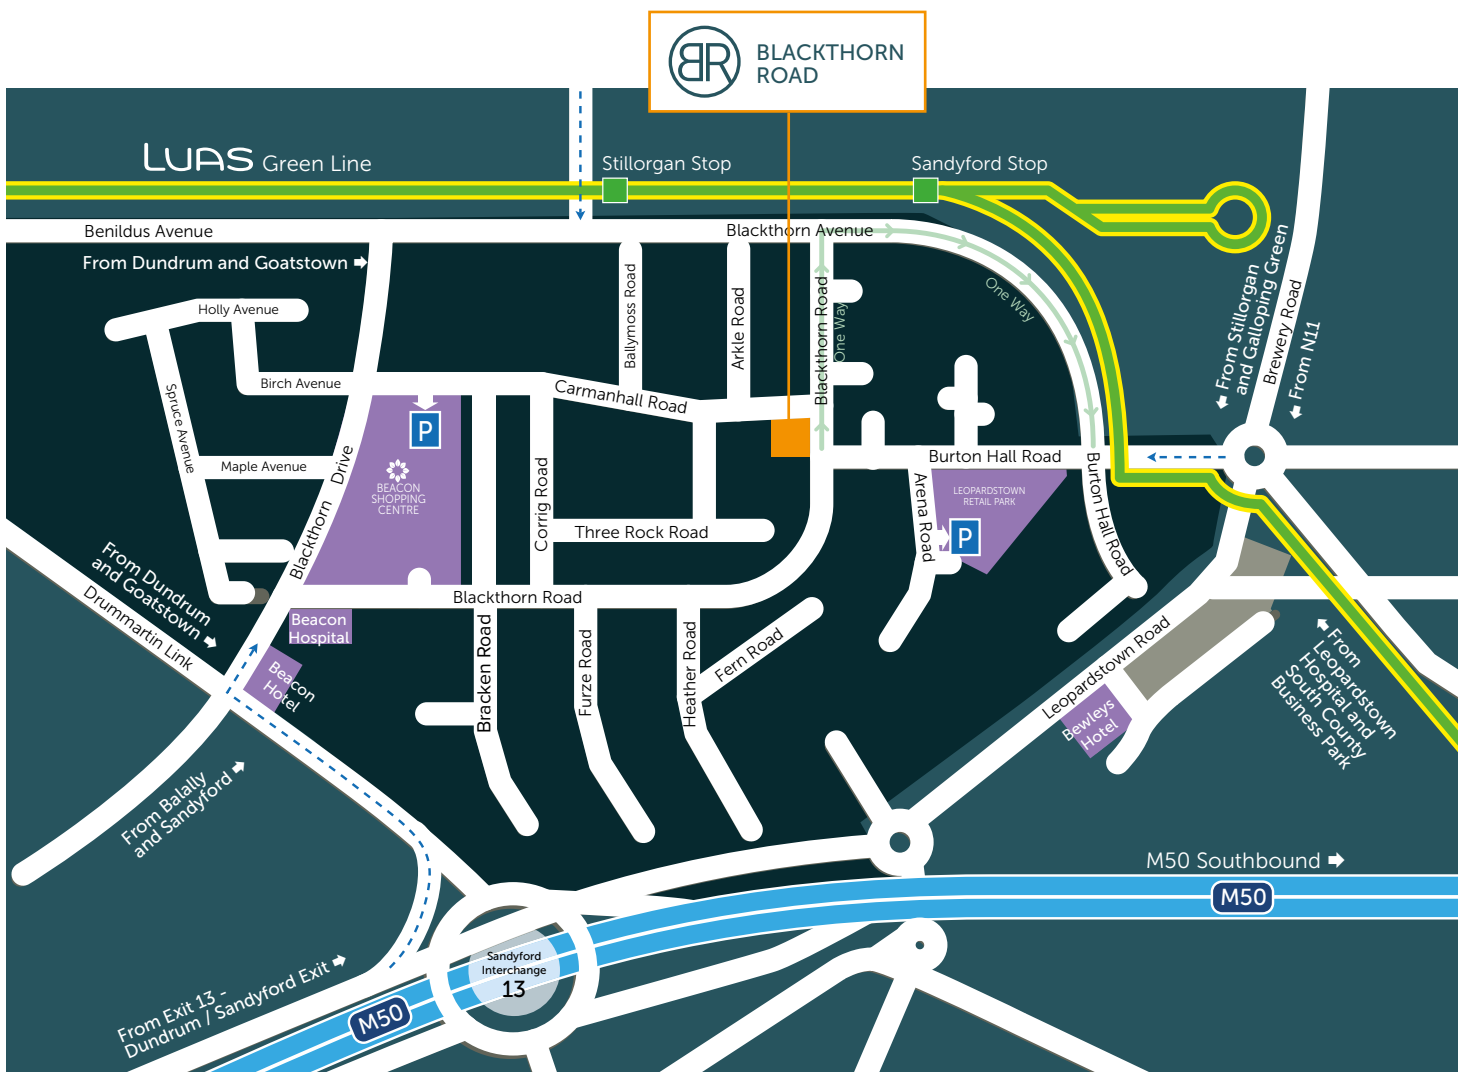 BR
BLACKTHORN
ROAD
LUAS Green Line
Stillorgan Stop
Sandyford Stop
Benildus Avenue
Blackthorn Avenue
From Dundrum and Goatstown
Holly Avenue
Birch Avenue
Spruce Avenue
Maple Avenue
Blackthorn Drive
Ballymoss Road
Arkle Road
Carmanhall Road
Blackthorn Road
One Way
One Way
From Stillorgan
and Galloping Green
Brewery Road
From N11
P
BEACON
SHOPPING
CENTRE
Corrig Road
Three Rock Road
Burton Hall Road
Arena Road
LEOPARDSTOWN
RETAIL PARK
P
Burton Hall Road
From Dundrum
and Goatstown
Drummartin Link
Blackthorn Road
Beacon
Hospital
Beacon
Hotel
Bracken Road
Furze Road
Heather Road
Fern Road
Leopardstown Road
Bewleys
Hotel
From
Leopardstown
Hospital and
South County
Business Park
From Balally
and Sandyford
M50 Southbound
M50
Sandyford
Interchange
13
M50
From Exit 13 -
Dundrum / Sandyford Exit